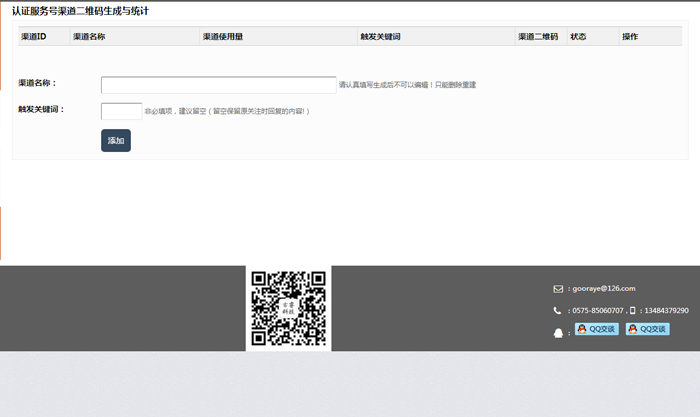 认证服务号渠道二维码生成与统计
渠道ID 渠道名称 渠道使用量 触发关键词 渠道二维码 状态 操作
渠道名称： 请认真填写生成后不可以编辑！只能删除重建
触发关键词： 非必填项，建议留空（留空保留原关注时回复的内容!）
添加
古睿
科技
：gooraye@126.com
：0575-85060707， ：13484379290
： QQ交谈 QQ交谈